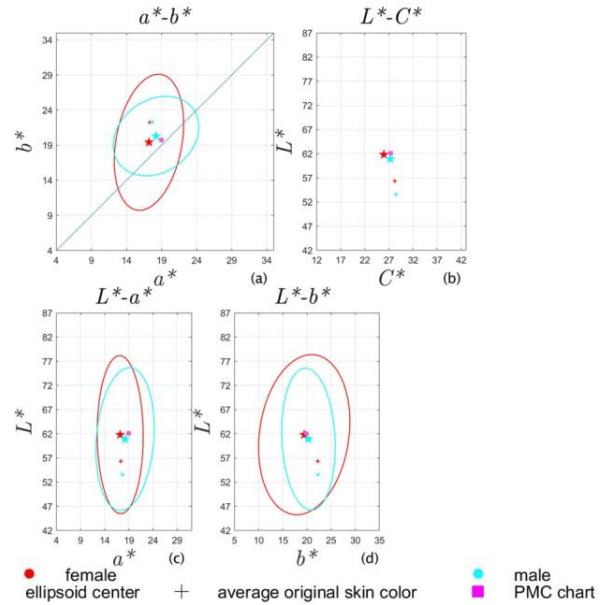 a*-b*
35
29
24
19
14
9
4
b*
4 9 14 19 24 29 34
a*
(a)
L*-C*
87
82
77
72
67
62
57
52
47
42
L*
12 17 22 27 32 37 42
C*
(b)
L*-a*
87
82
77
72
67
62
57
52
47
42
L*
4 9 14 19 24 29
a*
(c)
L*-b*
87
82
77
72
67
62
57
52
47
42
L*
5 10 15 20 25 30 35
b*
(d)
female
male
ellipsoid center + average original skin color
PMC chart